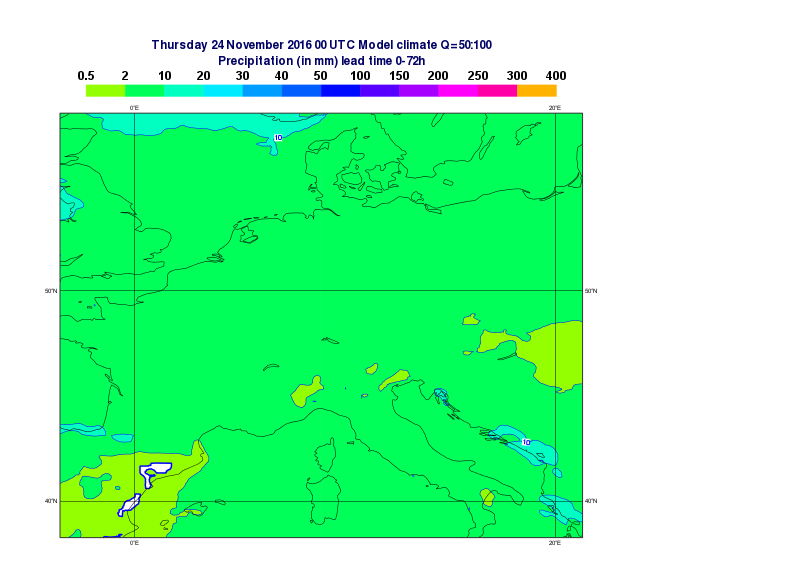 Thursday 24 November 2016 00 UTC Model climate Q=50:100
Precipitation (in mm) lead time 0-72h
0.5 2 10 20 30 40 50 100 150 200 250 300 400
0°E 20°E
10
50°N 50°N
10
40°N 40°N
0°E 20°E